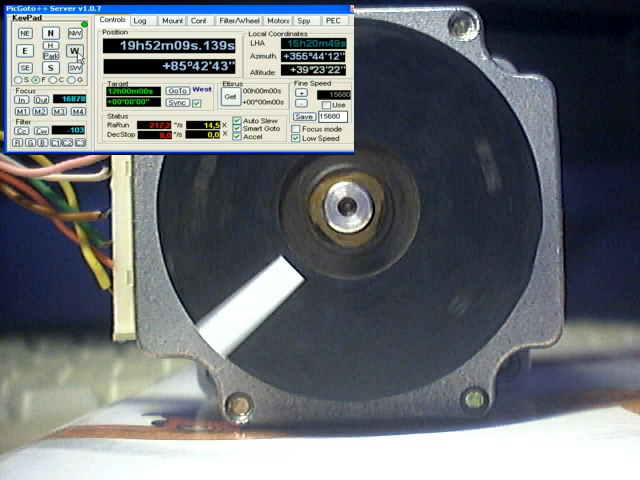 PicGoto++ Server v1.0.7
KeyPad
NE N NW
H
E Park W
SE S SW
S F C G
Focus
In Out 16878
M1 M2 M3 M4
Filter
Cc Cw -103
R G B C1 C2 C3
Controls Log Mount Conf Filter/Wheel Motors Spy PEC
Position
19h52m09s.139s
+85°42'43"
Local Coordinates
LHA 15h20m49s
Azimuth. +355°44'12"
Altitude: +39°23'22"
Target
12h00m00s GoTo West
+00°00'00" Sync
Elbrus
Get 00h00m00s
+00°00m00s
Fine Speed
+ 15680
- Use
Save 15680
Status
RaRun 217,2 "/s 14,5 X
DecStop 0,0 "/s 0,0 X
Auto Slew
Smart Goto
Accel
Focus mode
Low Speed